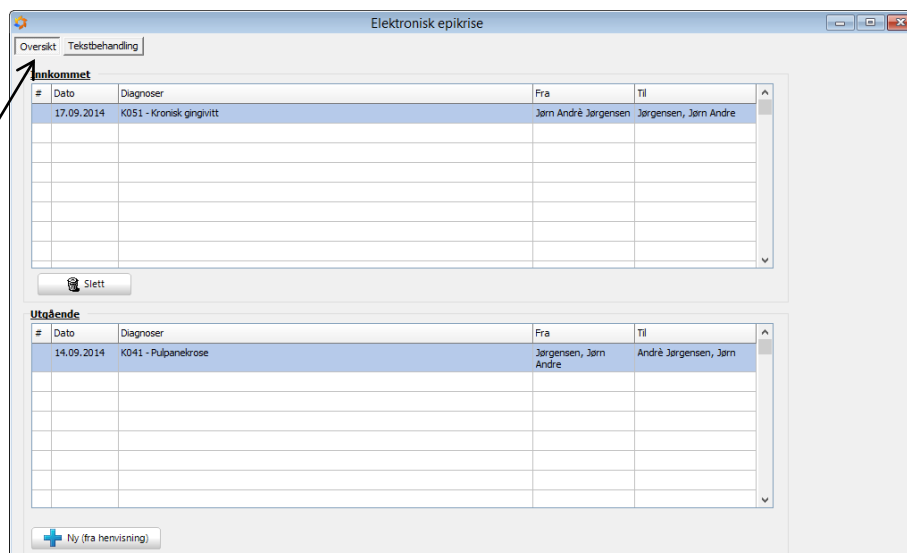 Elektronisk epikrise
Oversikt Tekstbehandling
Innkommet
# Dato Diagnoser Fra Til
17.09.2014 K051 - Kronisk gingivitt Jørn Andrè Jørgensen Jørgensen, Jørn Andre
Slett
Utgående
# Dato Diagnoser Fra Til
14.09.2014 K041 - Pulpanekrose Jørgensen, Jørn Andrè Jørgensen, Jørn
Andre
Ny (fra henvisning)